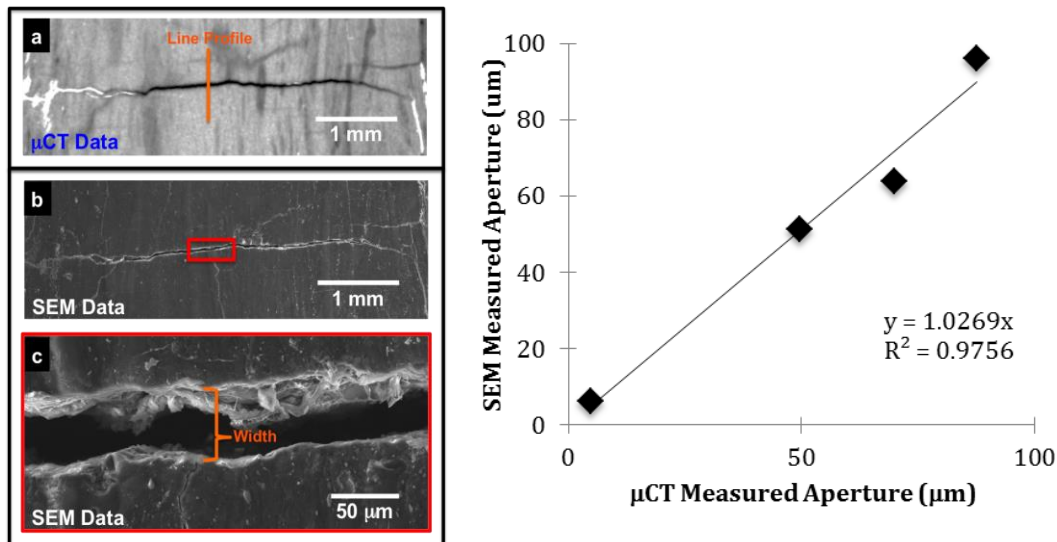 a
Line Profile
1 mm
μCT Data
b
1 mm
SEM Data
c
Width
50 μm
SEM Data
SEM Measured Aperture (um)
100
80
60
40
20
0
y = 1.0269x
R² = 0.9756
0 50 100
μCT Measured Aperture (μm)